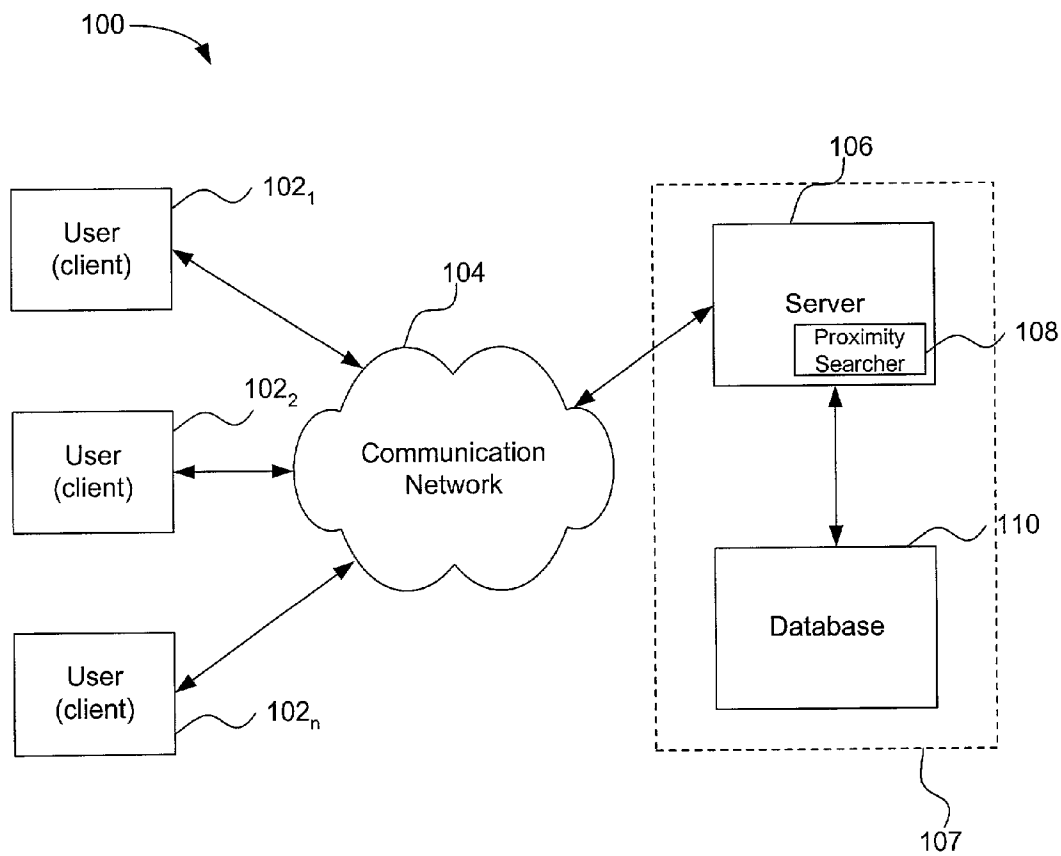 100
106
102₁
User
(client)
104
Server
Proximity
Searcher
108
102₂
User
(client)
Communication
Network
110
Database
User
(client)
102ₙ
107